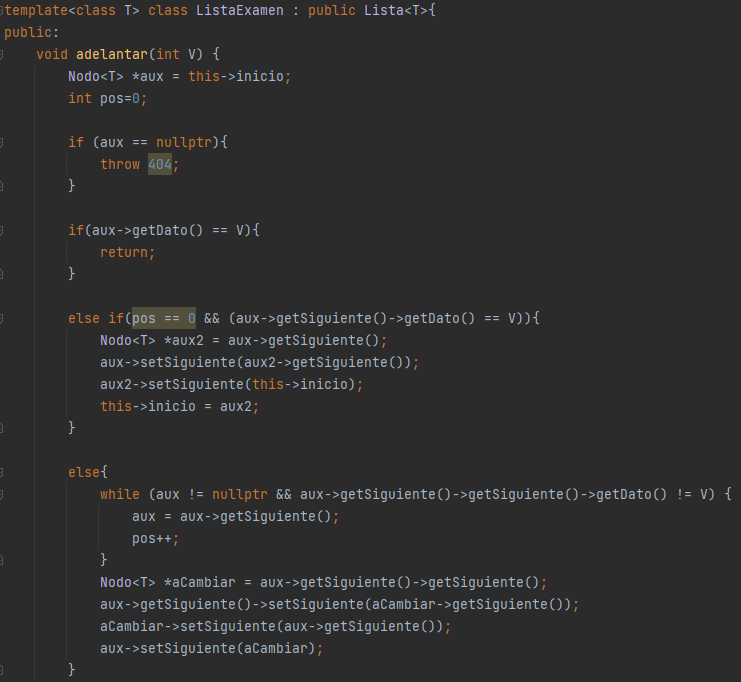 template<class T> class ListaExamen : public Lista<T>{
public:
    void adelantar(int V) {
        Nodo<T> *aux = this->inicio;
        int pos=0;

        if (aux == nullptr){
            throw 404;
        }

        if(aux->getDato() == V){
            return;
        }

        else if(pos == 0 && (aux->getSiguiente()->getDato() == V)){
            Nodo<T> *aux2 = aux->getSiguiente();
            aux->setSiguiente(aux2->getSiguiente());
            aux2->setSiguiente(this->inicio);
            this->inicio = aux2;
        }

        else{
            while (aux != nullptr && aux->getSiguiente()->getSiguiente()->getDato() != V) {
                aux = aux->getSiguiente();
                pos++;
            }
            Nodo<T> *aCambiar = aux->getSiguiente()->getSiguiente();
            aux->getSiguiente()->setSiguiente(aCambiar->getSiguiente());
            aCambiar->setSiguiente(aux->getSiguiente());
            aux->setSiguiente(aCambiar);
        }